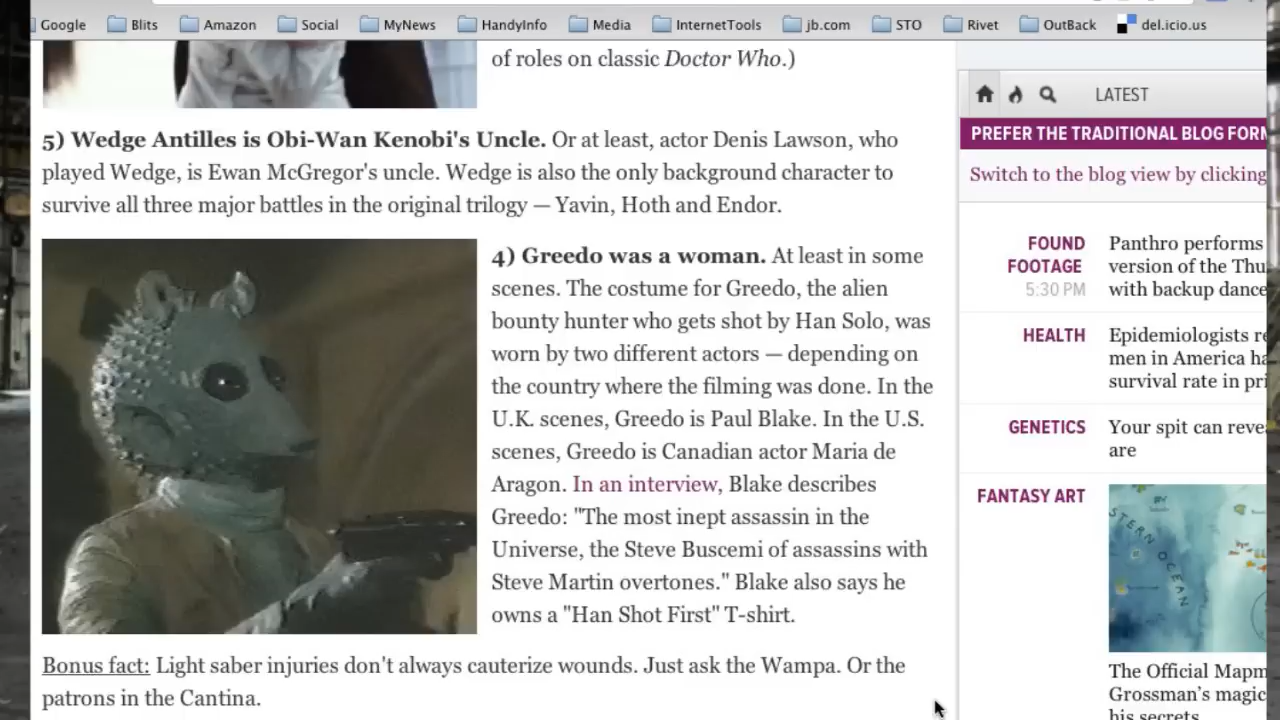 Google Blits Amazon Social MyNews HandyInfo Media InternetTools jb.com STO Rivet OutBack del.icio.us
of roles on classic Doctor Who.)
5) Wedge Antilles is Obi-Wan Kenobi's Uncle. Or at least, actor Denis Lawson, who
played Wedge, is Ewan McGregor's uncle. Wedge is also the only background character to
survive all three major battles in the original trilogy — Yavin, Hoth and Endor.
4) Greedo was a woman. At least in some
scenes. The costume for Greedo, the alien
bounty hunter who gets shot by Han Solo, was
worn by two different actors — depending on
the country where the filming was done. In the
U.K. scenes, Greedo is Paul Blake. In the U.S.
scenes, Greedo is Canadian actor Maria de
Aragon. In an interview, Blake describes
Greedo: "The most inept assassin in the
Universe, the Steve Buscemi of assassins with
Steve Martin overtones." Blake also says he
owns a "Han Shot First" T-shirt.
Bonus fact: Light saber injuries don't always cauterize wounds. Just ask the Wampa. Or the
patrons in the Cantina.
LATEST
PREFER THE TRADITIONAL BLOG FORM
Switch to the blog view by clicking
FOUND
FOOTAGE
5:30 PM
Panthro performs
version of the Thu
with backup dance
HEALTH
Epidemiologists re
men in America ha
survival rate in pri
GENETICS
Your spit can reve
are
FANTASY ART
STERN OCEAN
The Official Mapm
Grossman's magic
his secrets